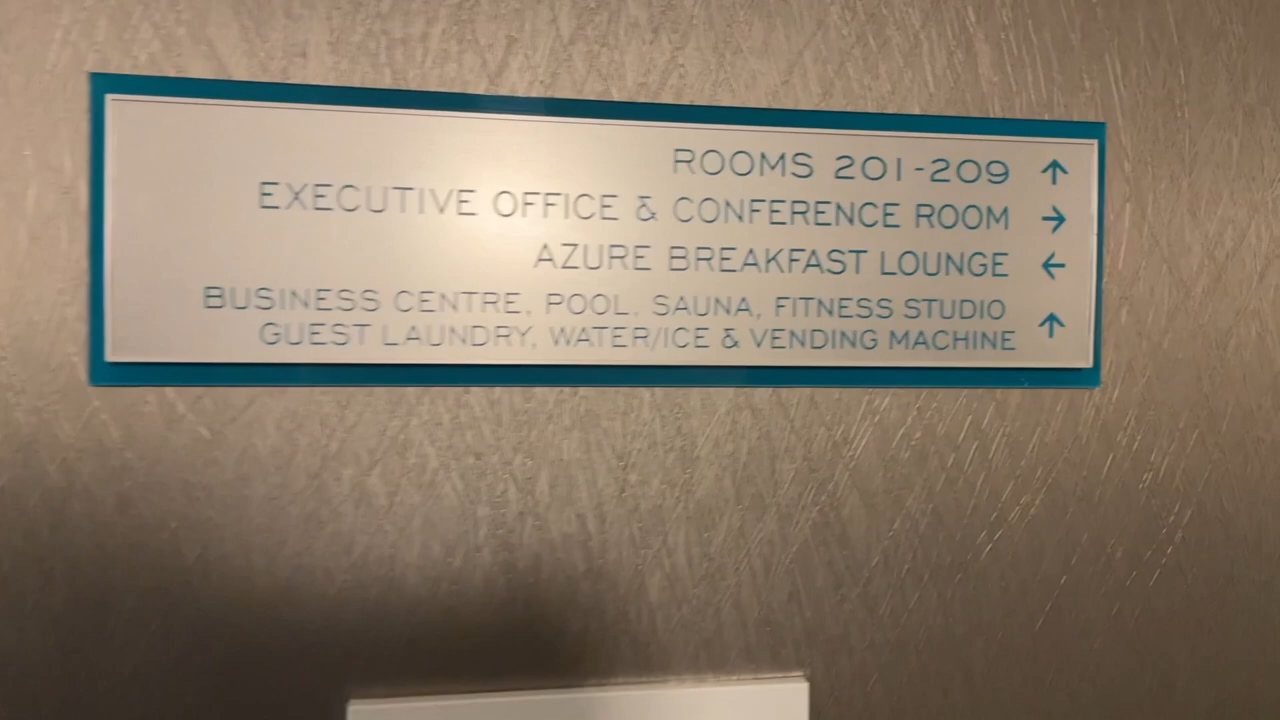 ROOMS 201-209 ↑
EXECUTIVE OFFICE & CONFERENCE ROOM →
AZURE BREAKFAST LOUNGE ←
BUSINESS CENTRE, POOL, SAUNA, FITNESS STUDIO ↑
GUEST LAUNDRY, WATER/ICE & VENDING MACHINE